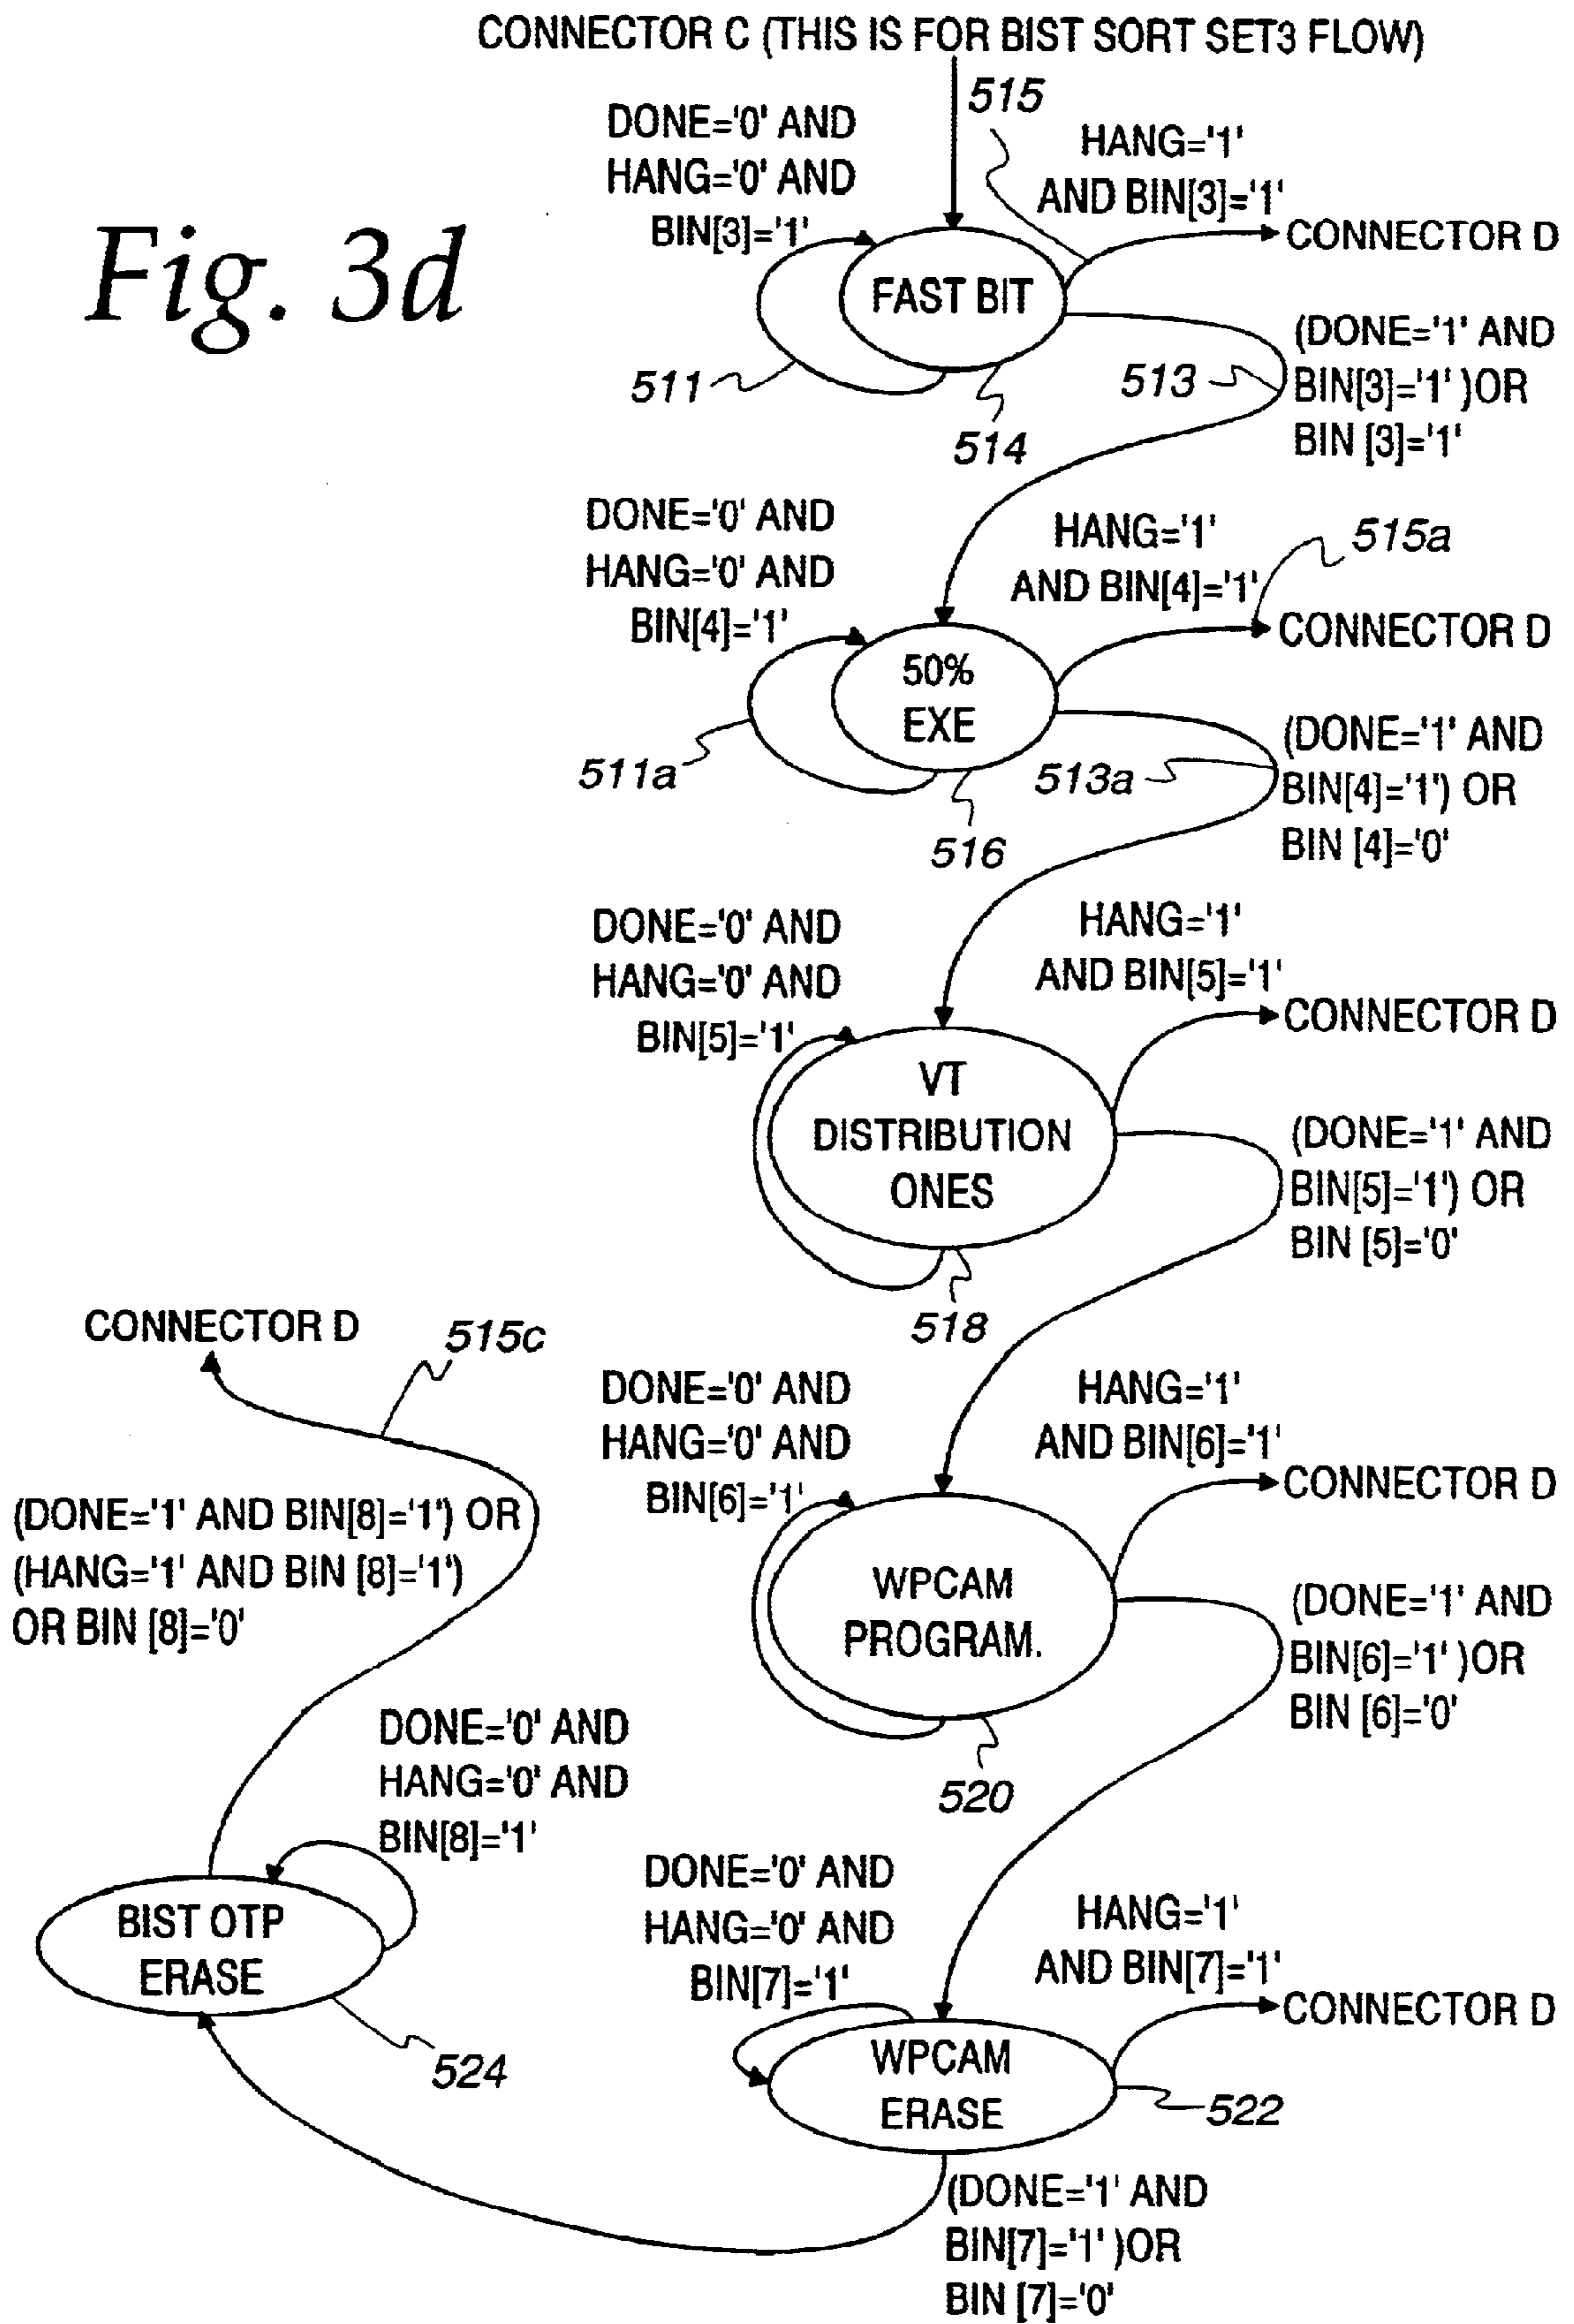 CONNECTOR C (THIS IS FOR BIST SORT SET3 FLOW)
Fig. 3d
DONE='0' AND
HANG='0' AND
BIN[3]='1'
515
HANG='1'
AND BIN[3]='1'
CONNECTOR D
FAST BIT
511
514
513
(DONE='1' AND
BIN[3]='1' )OR
BIN [3]='1'
DONE='0' AND
HANG='0' AND
BIN[4]='1'
HANG='1'
AND BIN[4]='1'
515a
CONNECTOR D
50%
EXE
511a
516
513a
(DONE='1' AND
BIN[4]='1') OR
BIN [4]='0'
DONE='0' AND
HANG='0' AND
BIN[5]='1'
HANG='1'
AND BIN[5]='1'
CONNECTOR D
VT
DISTRIBUTION
ONES
518
(DONE='1' AND
BIN[5]='1') OR
BIN [5]='0'
DONE='0' AND
HANG='0' AND
BIN[6]='1'
HANG='1'
AND BIN[6]='1'
CONNECTOR D
WPCAM
PROGRAM.
520
(DONE='1' AND
BIN[6]='1' )OR
BIN [6]='0'
DONE='0' AND
HANG='0' AND
BIN[7]='1'
HANG='1'
AND BIN[7]='1'
CONNECTOR D
WPCAM
ERASE
522
(DONE='1' AND
BIN[7]='1' )OR
BIN [7]='0'
DONE='0' AND
HANG='0' AND
BIN[8]='1'
BIST OTP
ERASE
524
(DONE='1' AND BIN[8]='1') OR
(HANG='1' AND BIN [8]='1')
OR BIN [8]='0'
515c
CONNECTOR D